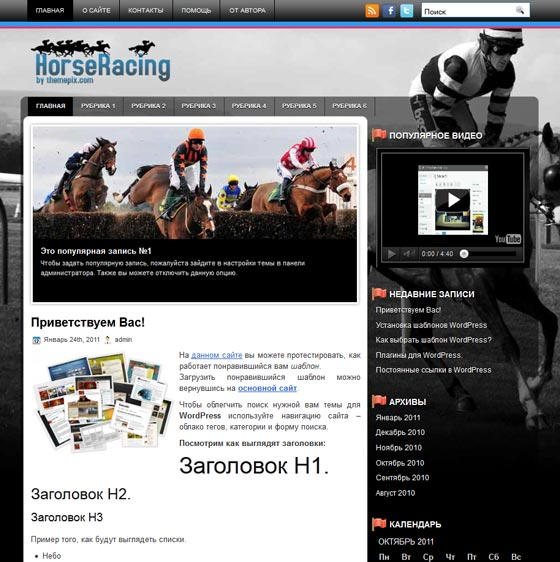 ГЛАВНАЯ О САЙТЕ КОНТАКТЫ ПОМОЩЬ ОТ АВТОРА
Поиск
HorseRacing
by themepix.com
ГЛАВНАЯ РУБРИКА 1 РУБРИКА 2 РУБРИКА 3 РУБРИКА 4 РУБРИКА 5 РУБРИКА 6
Это популярная запись №1
Чтобы задать популярную запись, пожалуйста зайдите в настройки темы в панели
администратора. Также вы можете отключить данную опцию.
Приветствуем Вас!
Январь 24th, 2011 admin
На данном сайте вы можете протестировать, как
работает понравившийся вам шаблон.
Загрузить понравившийся шаблон можно
вернувшись на основной сайт.
Чтобы облегчить поиск нужной вам темы для
WordPress используйте навигацию сайта –
облако тегов, категории и форму поиска.
Посмотрим как выглядят заголовки:
Заголовок H1.
Заголовок H2.
Заголовок H3
Пример того, как будут выглядеть списки.
• Небо
ПОПУЛЯРНОЕ ВИДЕО
YouTube
0:00 / 4:40
НЕДАВНИЕ ЗАПИСИ
Приветствуем Вас!
Установка шаблонов WordPress
Как выбрать шаблон WordPress?
Плагины для WordPress.
Постоянные ссылки в WordPress
АРХИВЫ
Январь 2011
Декабрь 2010
Ноябрь 2010
Октябрь 2010
Сентябрь 2010
Август 2010
КАЛЕНДАРЬ
ОКТЯБРЬ 2011
Пн Вт Ср Чт Пт Сб Вс